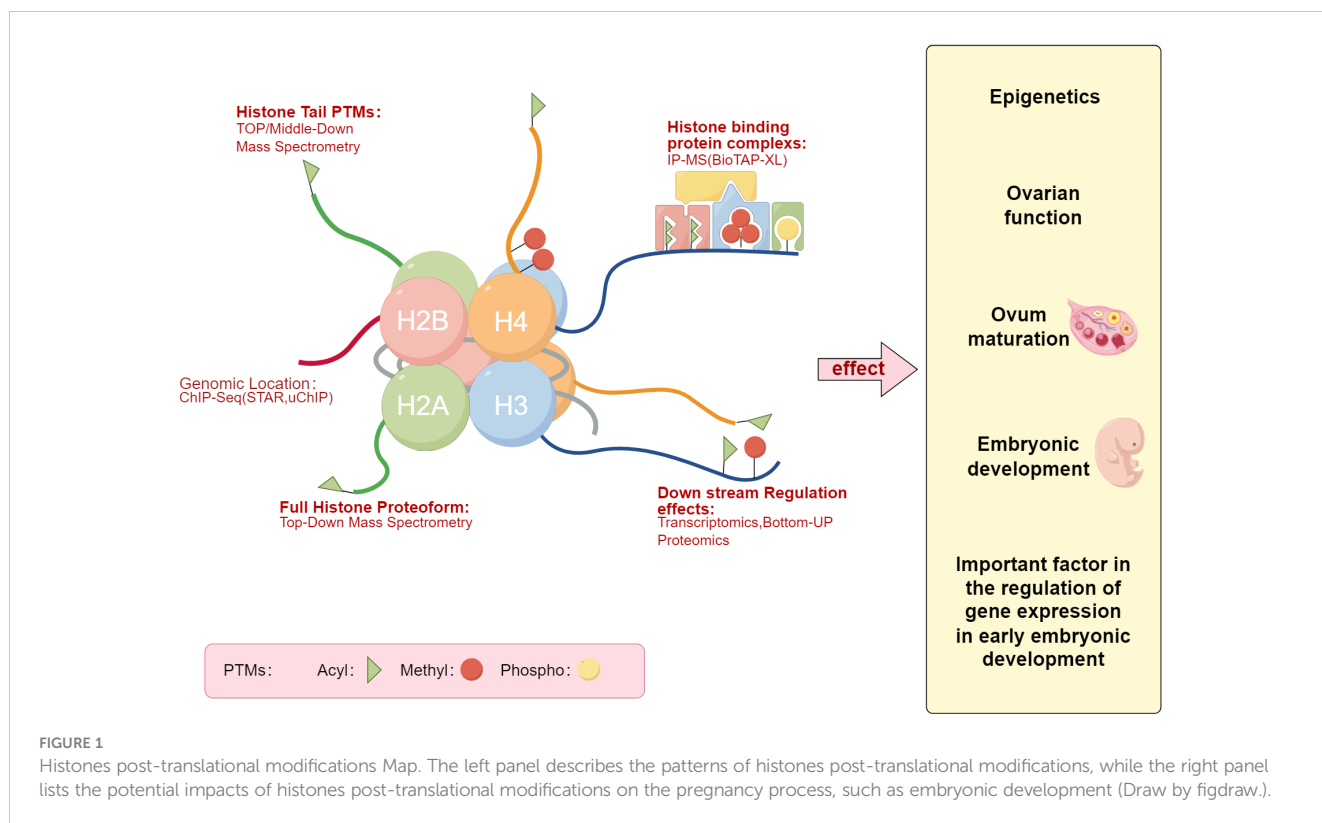 Histone Tail PTMs:
TOP/Middle-Down
Mass Spectrometry
Histone binding
protein complexs:
IP-MS(BioTAP-XL)
H2B
H4
H2A
H3
Genomic Location:
ChIP-Seq(STAR,uChIP)
Full Histone Proteoform:
Top-Down Mass Spectrometry
Down stream Regulation
effects:
Transcriptomics,Bottom-UP
Proteomics
effect
Epigenetics
Ovarian
function
Ovum
maturation
Embryonic
development
Important factor in
the regulation of
gene expression
in early embryonic
development
PTMs: Acyl: Methyl: Phospho:
FIGURE 1
Histones post-translational modifications Map. The left panel describes the patterns of histones post-translational modifications, while the right panel
lists the potential impacts of histones post-translational modifications on the pregnancy process, such as embryonic development (Draw by figdraw.).